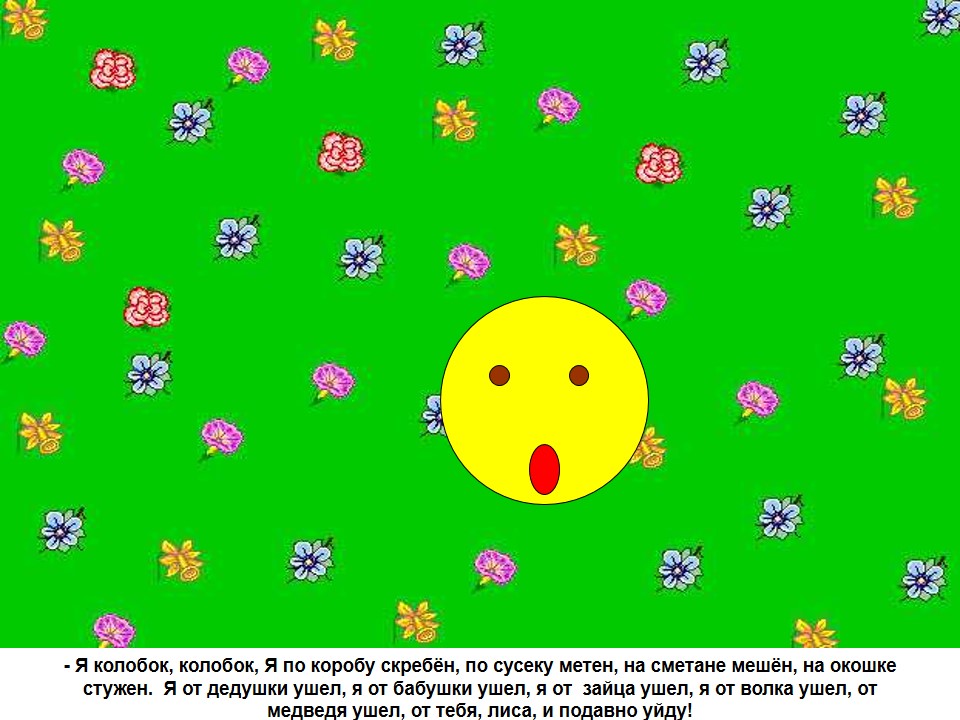 - Я колобок, колобок, Я по коробу скребён, по сусеку метен, на сметане мешён, на окошке
стужен.  Я от дедушки ушел, я от бабушки ушел, я от  зайца ушел, я от волка ушел, от
медведя ушел, от тебя, лиса, и подавно уйду!